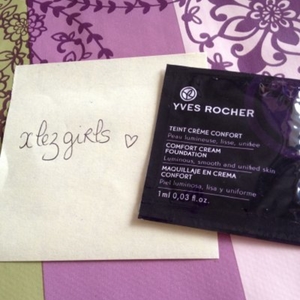 xlezgirls ♡
YVES ROCHER
TEINT CRÈME CONFORT
Peau lumineuse, lisse, unifiée
COMFORT CREAM
FOUNDATION
Luminous, smooth and unified skin
MAQUILLAJE EN CREMA
CONFORT
Piel luminosa, lisa y uniforme
1ml 0,03 fl.oz.